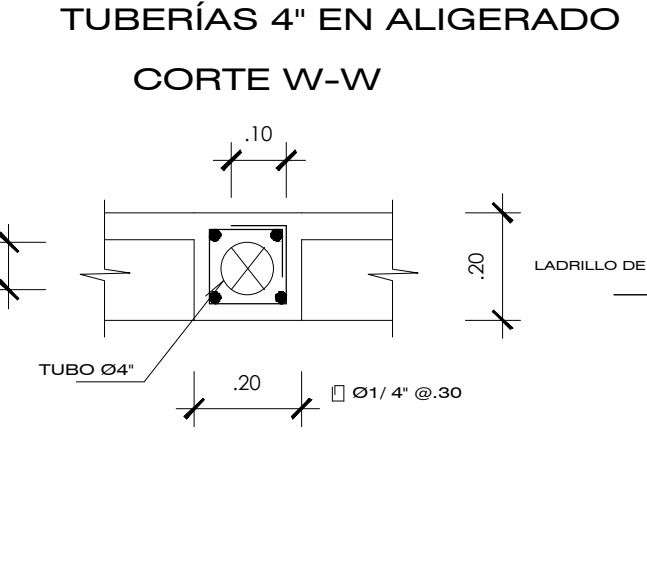 TUBERÍAS 4" EN ALIGERADO
CORTE W-W
.10
.20
LADRILLO DE
TUBO Ø4"
.20
Ø1/4" @.30